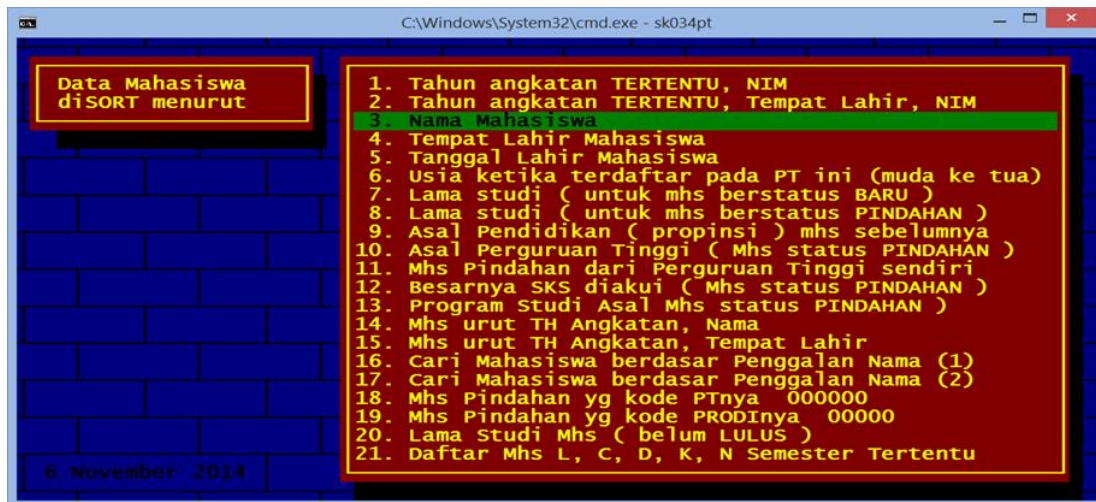 C:\Windows\System32\cmd.exe - sk034pt
Data Mahasiswa
diSORT menurut
1. Tahun angkatan TERTENTU, NIM
2. Tahun angkatan TERTENTU, Tempat Lahir, NIM
3. Nama Mahasiswa
4. Tempat Lahir Mahasiswa
5. Tanggal Lahir Mahasiswa
6. Usia ketika terdaftar pada PT ini (muda ke tua)
7. Lama studi ( untuk mhs berstatus BARU )
8. Lama studi ( untuk mhs berstatus PINDAHAN )
9. Asal Pendidikan ( propinsi ) mhs sebelumnya
10. Asal Perguruan Tinggi ( Mhs status PINDAHAN )
11. Mhs Pindahan dari Perguruan Tinggi sendiri
12. Besarnya SKS diakui ( Mhs status PINDAHAN )
13. Program Studi Asal Mhs status PINDAHAN )
14. Mhs urut TH Angkatan, Nama
15. Mhs urut TH Angkatan, Tempat Lahir
16. Cari Mahasiswa berdasar Penggalan Nama (1)
17. Cari Mahasiswa berdasar Penggalan Nama (2)
18. Mhs Pindahan yg kode PTnya 000000
19. Mhs Pindahan yg kode PRODInya 00000
20. Lama Studi Mhs ( belum LULUS )
21. Daftar Mhs L, C, D, K, N Semester Tertentu
6 November 2014